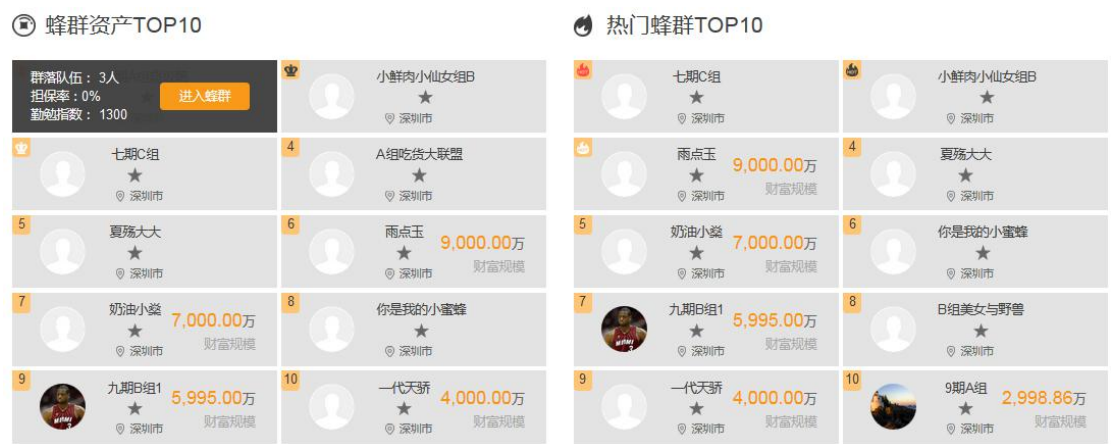 蜂群资产TOP10
群落队伍： 3人
担保率：0%
勤勉指数： 1300
进入蜂群
小鲜肉小仙女组B
深圳市
七期C组
深圳市
4
A组吃货大联盟
深圳市
5
夏殇大大
深圳市
6
雨点玉
9,000.00万
财富规模
深圳市
7
奶油小燊
7,000.00万
财富规模
深圳市
8
你是我的小蜜蜂
深圳市
9
九期B组1
5,995.00万
财富规模
深圳市
10
一代天骄
4,000.00万
财富规模
深圳市
热门蜂群TOP10
七期C组
深圳市
小鲜肉小仙女组B
深圳市
雨点玉
9,000.00万
财富规模
深圳市
4
夏殇大大
深圳市
5
奶油小燊
7,000.00万
财富规模
深圳市
6
你是我的小蜜蜂
深圳市
7
九期B组1
5,995.00万
财富规模
深圳市
8
B组美女与野兽
深圳市
9
一代天骄
4,000.00万
财富规模
深圳市
10
9期A组
2,998.86万
财富规模
深圳市